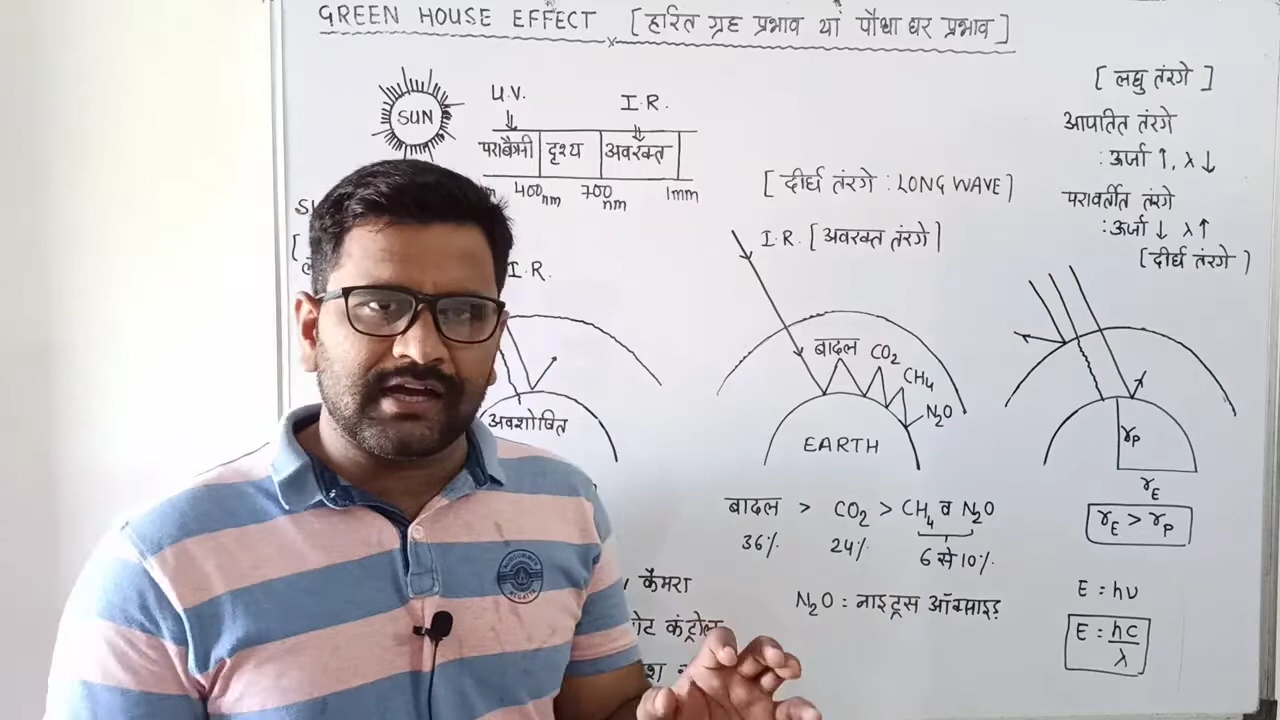 GREEN HOUSE EFFECT [हरित ग्रह प्रभाव यां पौधा घर प्रभाव]
SUN
U.V.
I.R.
पराबैगनी दृश्य अवरक्त
400nm 700nm 1mm
I.R.
अवशोषित
[दीर्घ तरंगे : LONG WAVE]
I.R. [अवरक्त तरंगे]
बादल
CO2
CH4
N2O
EARTH
बादल > CO2 > CH4 व N2O
36% 24% 6 से 10%
N2O : नाइट्रस ऑक्साइड
कैमरा
[लघु तरंगे]
आपतित तरंगे
: ऊर्जा ↑, λ ↓
परावर्तीत तरंगे
: ऊर्जा ↓ λ ↑
[दीर्घ तरंगे]
rP
rE
rE > rP
E = hν
E = hc/λ
MIDSUMMER
MEGATTA